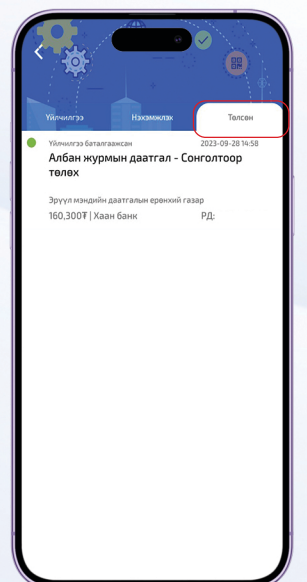 Үйлчилгээ Нэхэмжлэх Төлсөн
Үйлчилгээ баталгаажсан 2023-09-28 14:58
Албан журмын даатгал - Сонголтоор
төлөх
Эрүүл мэндийн даатгалын ерөнхий газар
160,300₮ | Хаан банк РД: